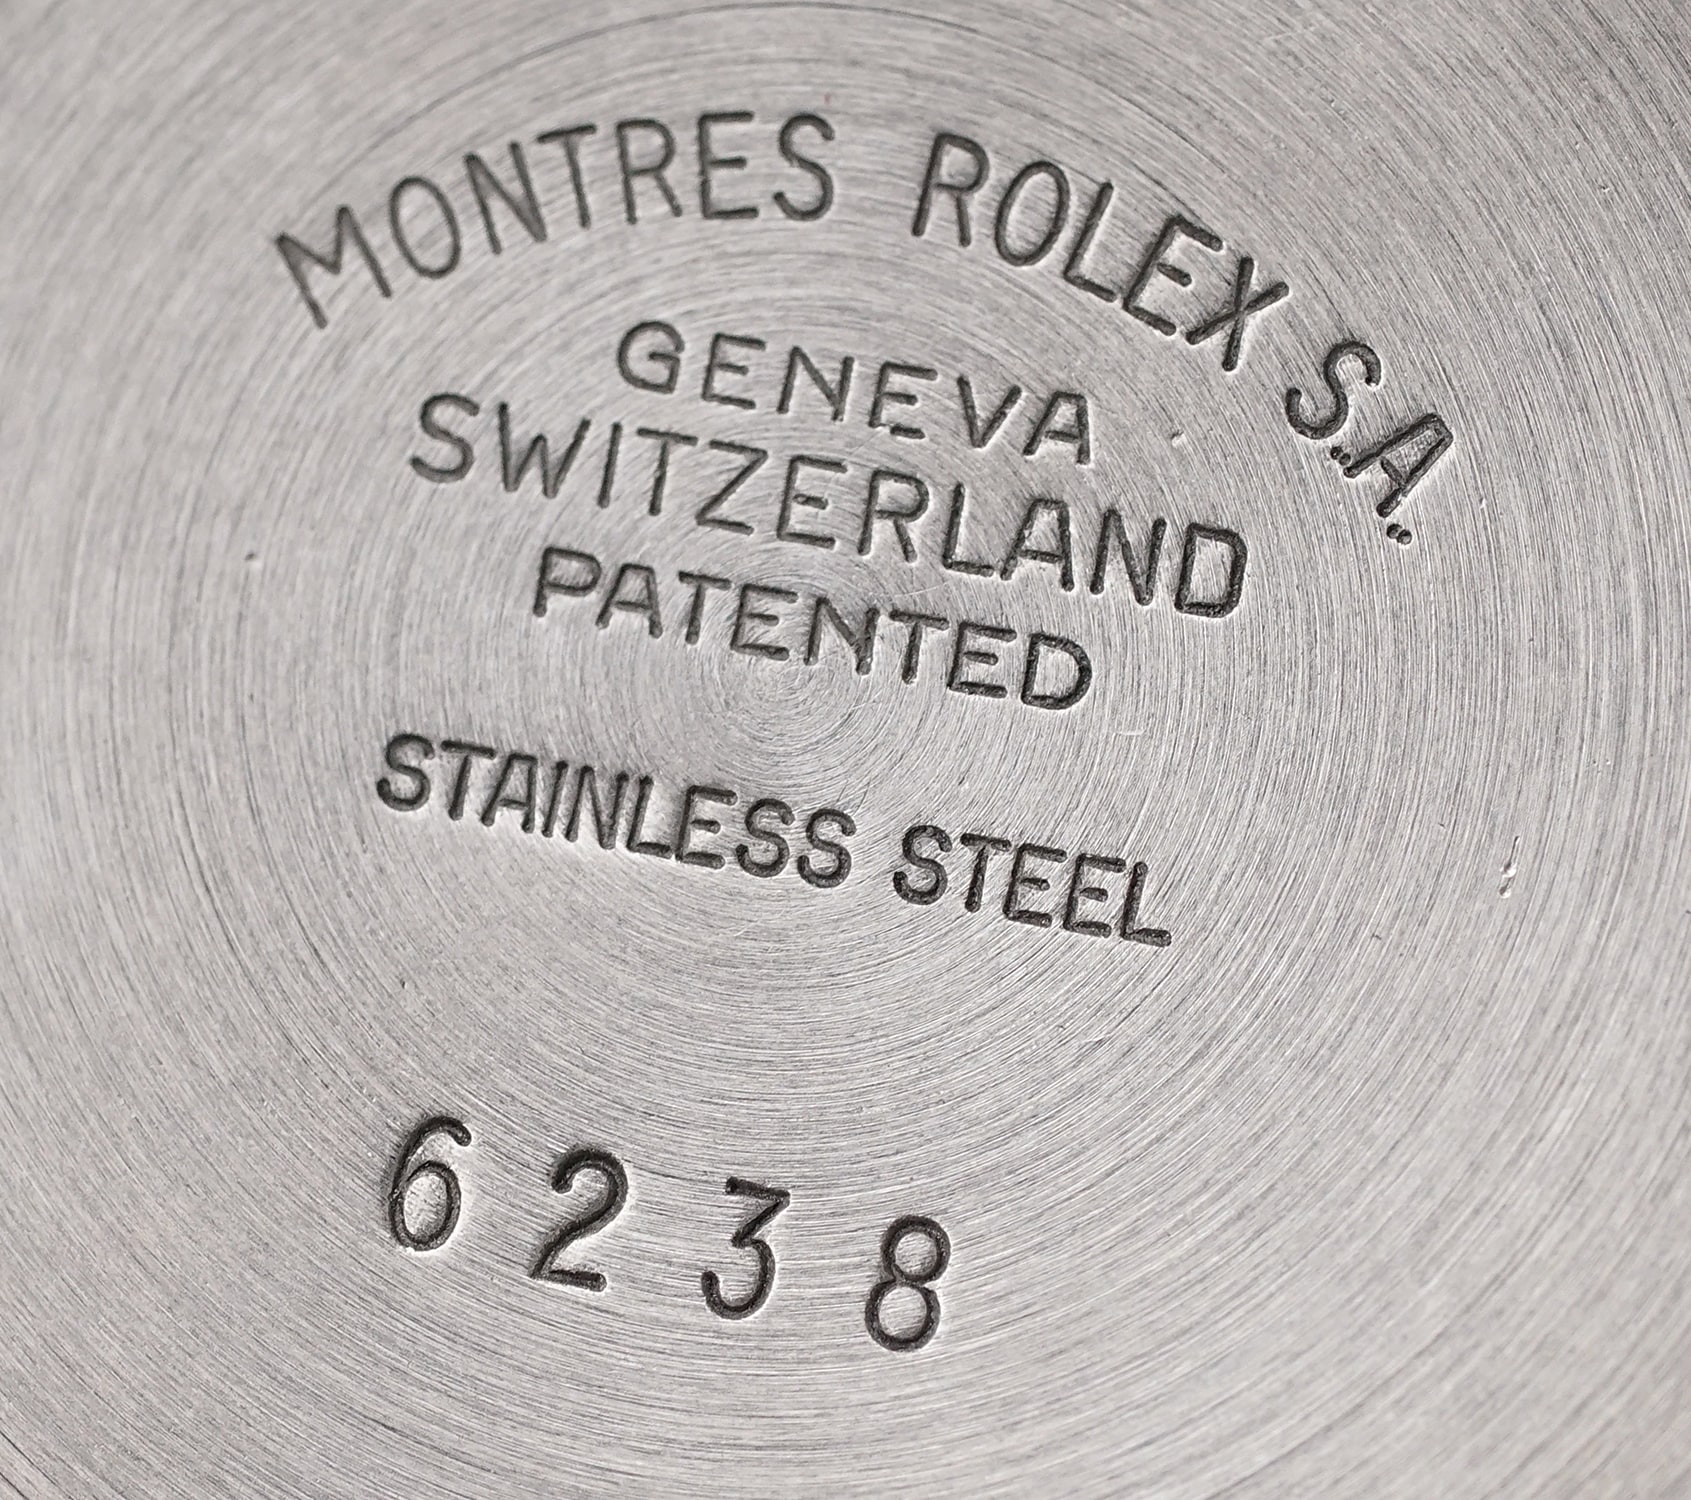 MONTRES ROLEX S.A.
GENEVA
SWITZERLAND
PATENTED
STAINLESS STEEL
6238